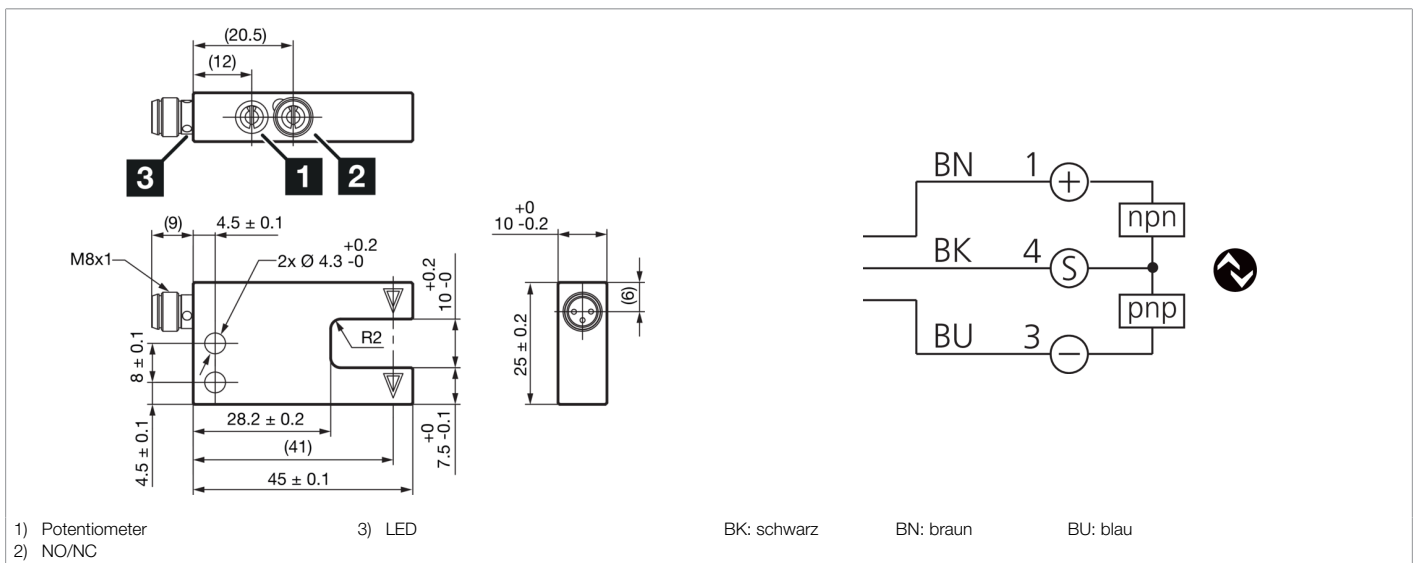 (20.5)
(12)
3
1
2
(9)
4.5 ± 0.1
M8x1
+0.2
2x Ø 4.3 -0
+0.2
10 -0
R2
8 ± 0.1
4.5 ± 0.1
28.2 ± 0.2
(41)
45 ± 0.1
+0
7.5 -0.1
+0
10 -0.2
(6)
25 ± 0.2
BN 1 +
npn
BK 4 S
pnp
BU 3 −
1) Potentiometer
2) NO/NC
3) LED
BK: schwarz
BN: braun
BU: blau